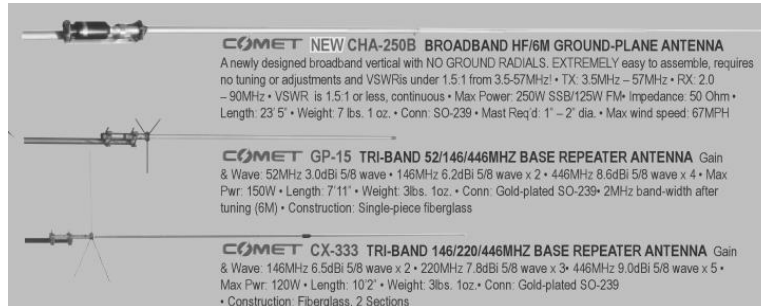 COMET NEW CHA-250B BROADBAND HF/6M GROUND-PLANE ANTENNA
A newly designed broadband vertical with NO GROUND RADIALS. EXTREMELY easy to assemble, requires
no tuning or adjustments and VSWRis under 1.5:1 from 3.5-57MHz! • TX: 3.5MHz – 57MHz • RX: 2.0
– 90MHz • VSWR is 1.5:1 or less, continuous • Max Power: 250W SSB/125W FM• Impedance: 50 Ohm •
Length: 23' 5" • Weight: 7 lbs. 1 oz. • Conn: SO-239 • Mast Req'd: 1" – 2" dia. • Max wind speed: 67MPH
COMET GP-15 TRI-BAND 52/146/446MHZ BASE REPEATER ANTENNA Gain
& Wave: 52MHz 3.0dBi 5/8 wave • 146MHz 6.2dBi 5/8 wave x 2 • 446MHz 8.6dBi 5/8 wave x 4 • Max
Pwr: 150W • Length: 7'11" • Weight: 3lbs. 1oz. • Conn: Gold-plated SO-239• 2MHz band-width after
tuning (6M) • Construction: Single-piece fiberglass
COMET CX-333 TRI-BAND 146/220/446MHZ BASE REPEATER ANTENNA Gain
& Wave: 146MHz 6.5dBi 5/8 wave x 2 • 220MHz 7.8dBi 5/8 wave x 3• 446MHz 9.0dBi 5/8 wave x 5 •
Max Pwr: 120W • Length: 10'2" • Weight: 3lbs. 1oz.• Conn: Gold-plated SO-239
• Construction: Fiberglass, 2 Sections